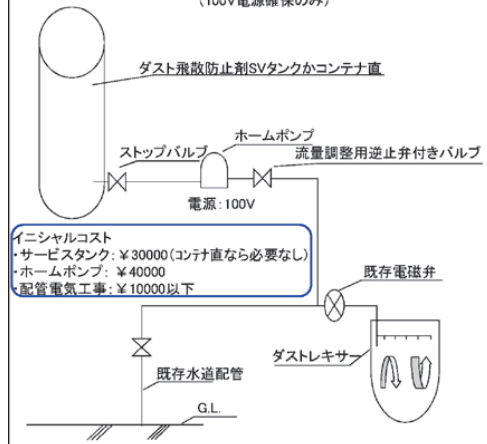 (100V電源確保のみ)
ダスト飛散防止剤SVタンクかコンテナ直
ホームポンプ
ストップバルブ
流量調整用逆止弁付きバルブ
電源:100V
イニシャルコスト
・サービスタンク:¥30000(コンテナ直なら必要なし)
・ホームポンプ:¥40000
・配管電気工事:¥10000以下
既存電磁弁
ダストレキサー
既存水道配管
G.L.